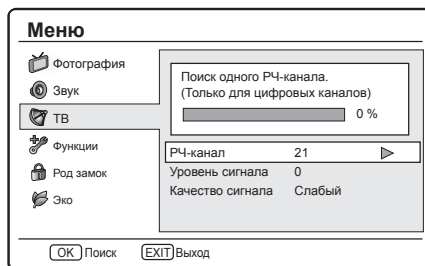 Меню
Фотография
Звук
ТВ
Функции
Род замок
Эко
Поиск одного РЧ-канала.
(Только для цифровых каналов)
0 %
РЧ-канал 21
Уровень сигнала 0
Качество сигнала Слабый
OK Поиск EXIT Выход